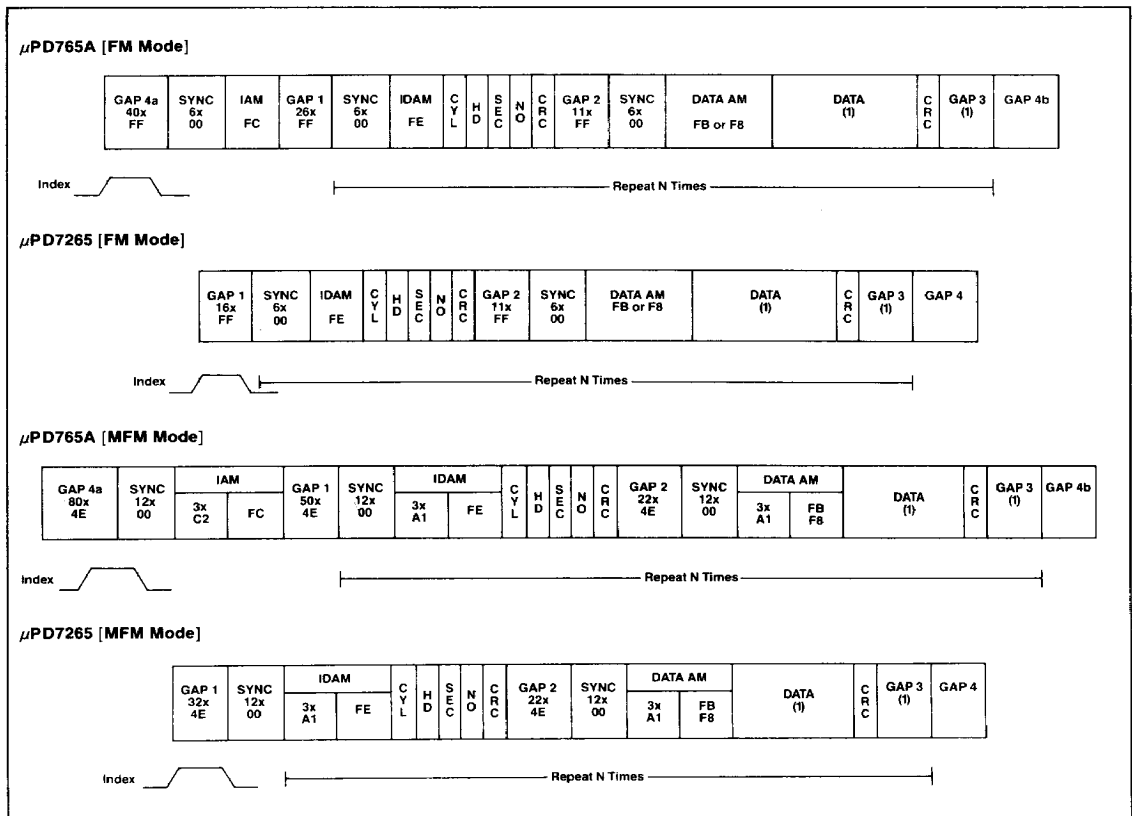 μPD765A [FM Mode]
GAP 4a 40x FF
SYNC 6x 00
IAM FC
GAP 1 26x FF
SYNC 6x 00
IDAM FE
CYL
HD
SEC
NO
CRC
GAP 2 11x FF
SYNC 6x 00
DATA AM FB or F8
DATA (1)
CRC
GAP 3 (1)
GAP 4b
Index
Repeat N Times
μPD7265 [FM Mode]
GAP 1 16x FF
SYNC 6x 00
IDAM FE
CYL
HD
SEC
NO
CRC
GAP 2 11x FF
SYNC 6x 00
DATA AM FB or F8
DATA (1)
CRC
GAP 3 (1)
GAP 4
Index
Repeat N Times
μPD765A [MFM Mode]
GAP 4a 80x 4E
SYNC 12x 00
IAM
3x C2
FC
GAP 1 50x 4E
SYNC 12x 00
IDAM
3x A1
FE
CYL
HD
SEC
NO
CRC
GAP 2 22x 4E
SYNC 12x 00
DATA AM
3x A1
FB F8
DATA (1)
CRC
GAP 3 (1)
GAP 4b
Index
Repeat N Times
μPD7265 [MFM Mode]
GAP 1 32x 4E
SYNC 12x 00
IDAM
3x A1
FE
CYL
HD
SEC
NO
CRC
GAP 2 22x 4E
SYNC 12x 00
DATA AM
3x A1
FB F8
DATA (1)
CRC
GAP 3 (1)
GAP 4
Index
Repeat N Times